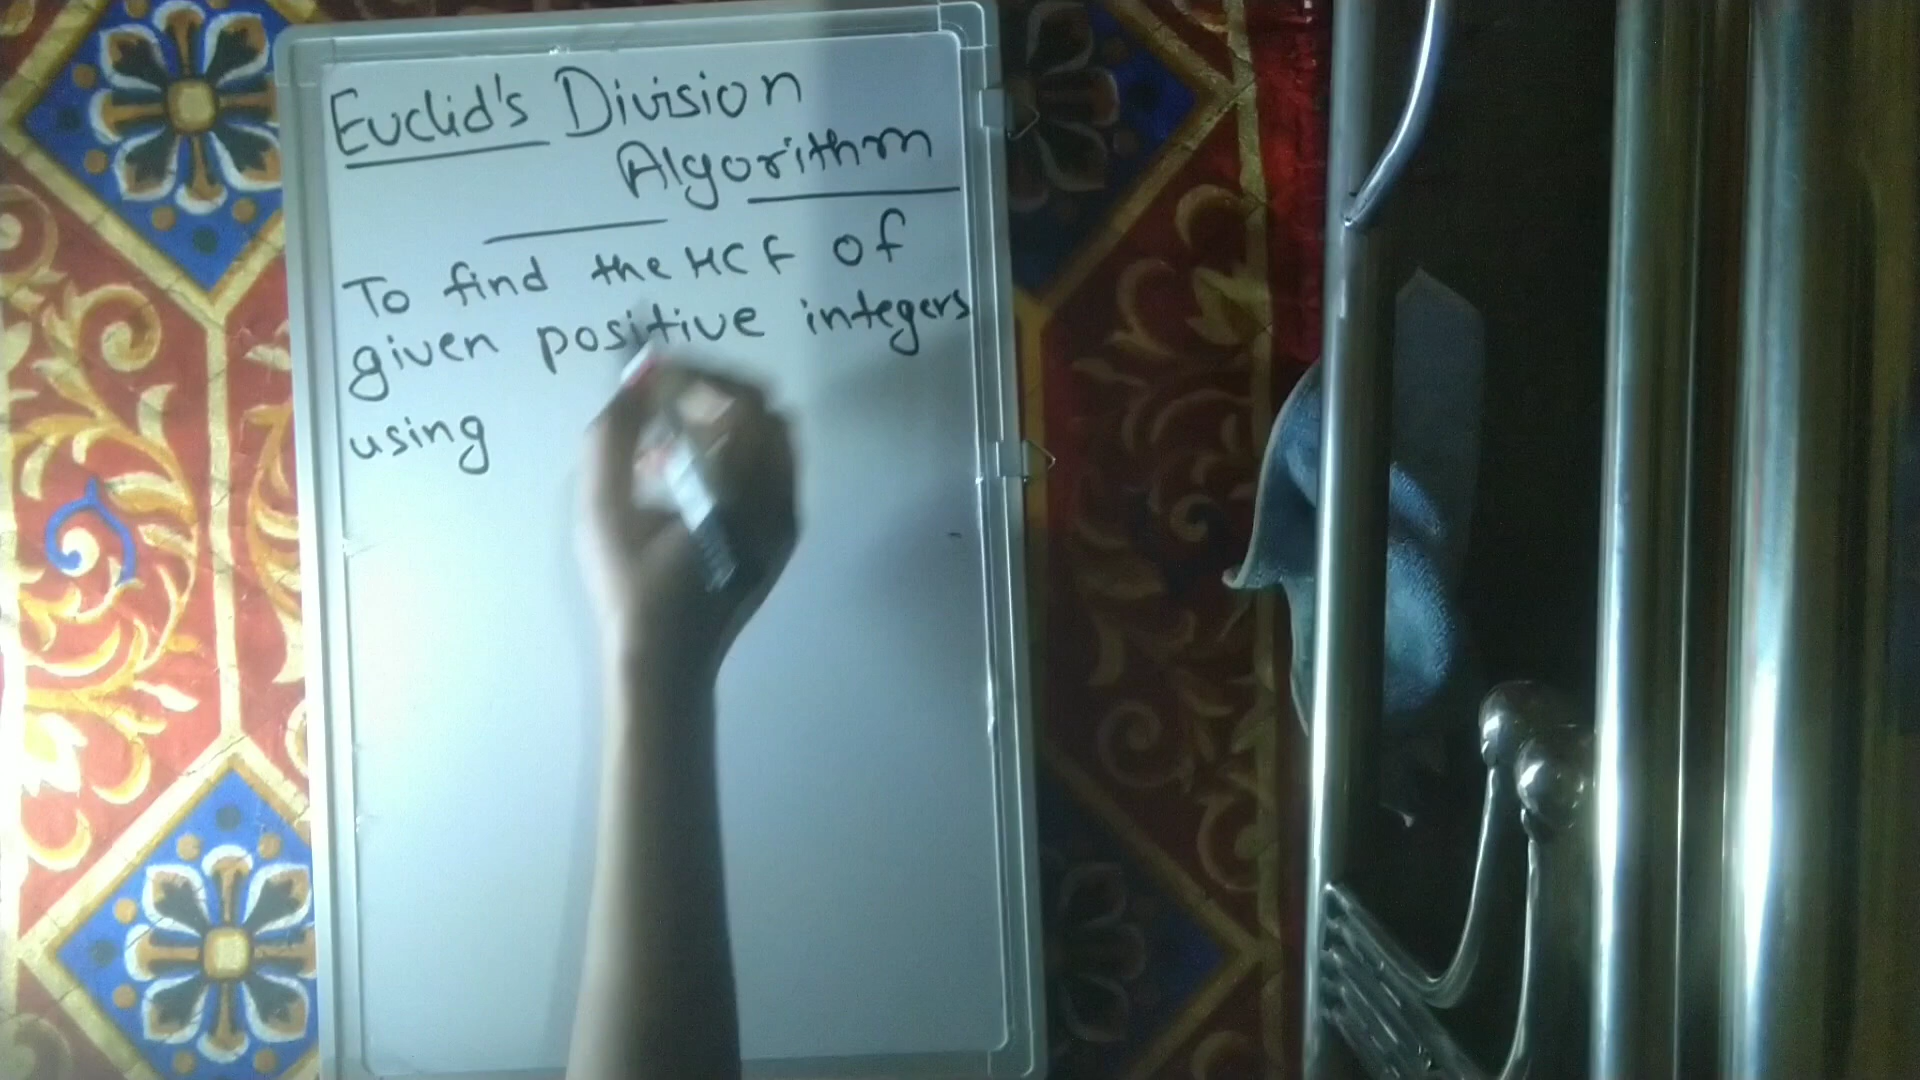 Euclid's Division
Algorithm
To find the HCF of
given positive integers
using